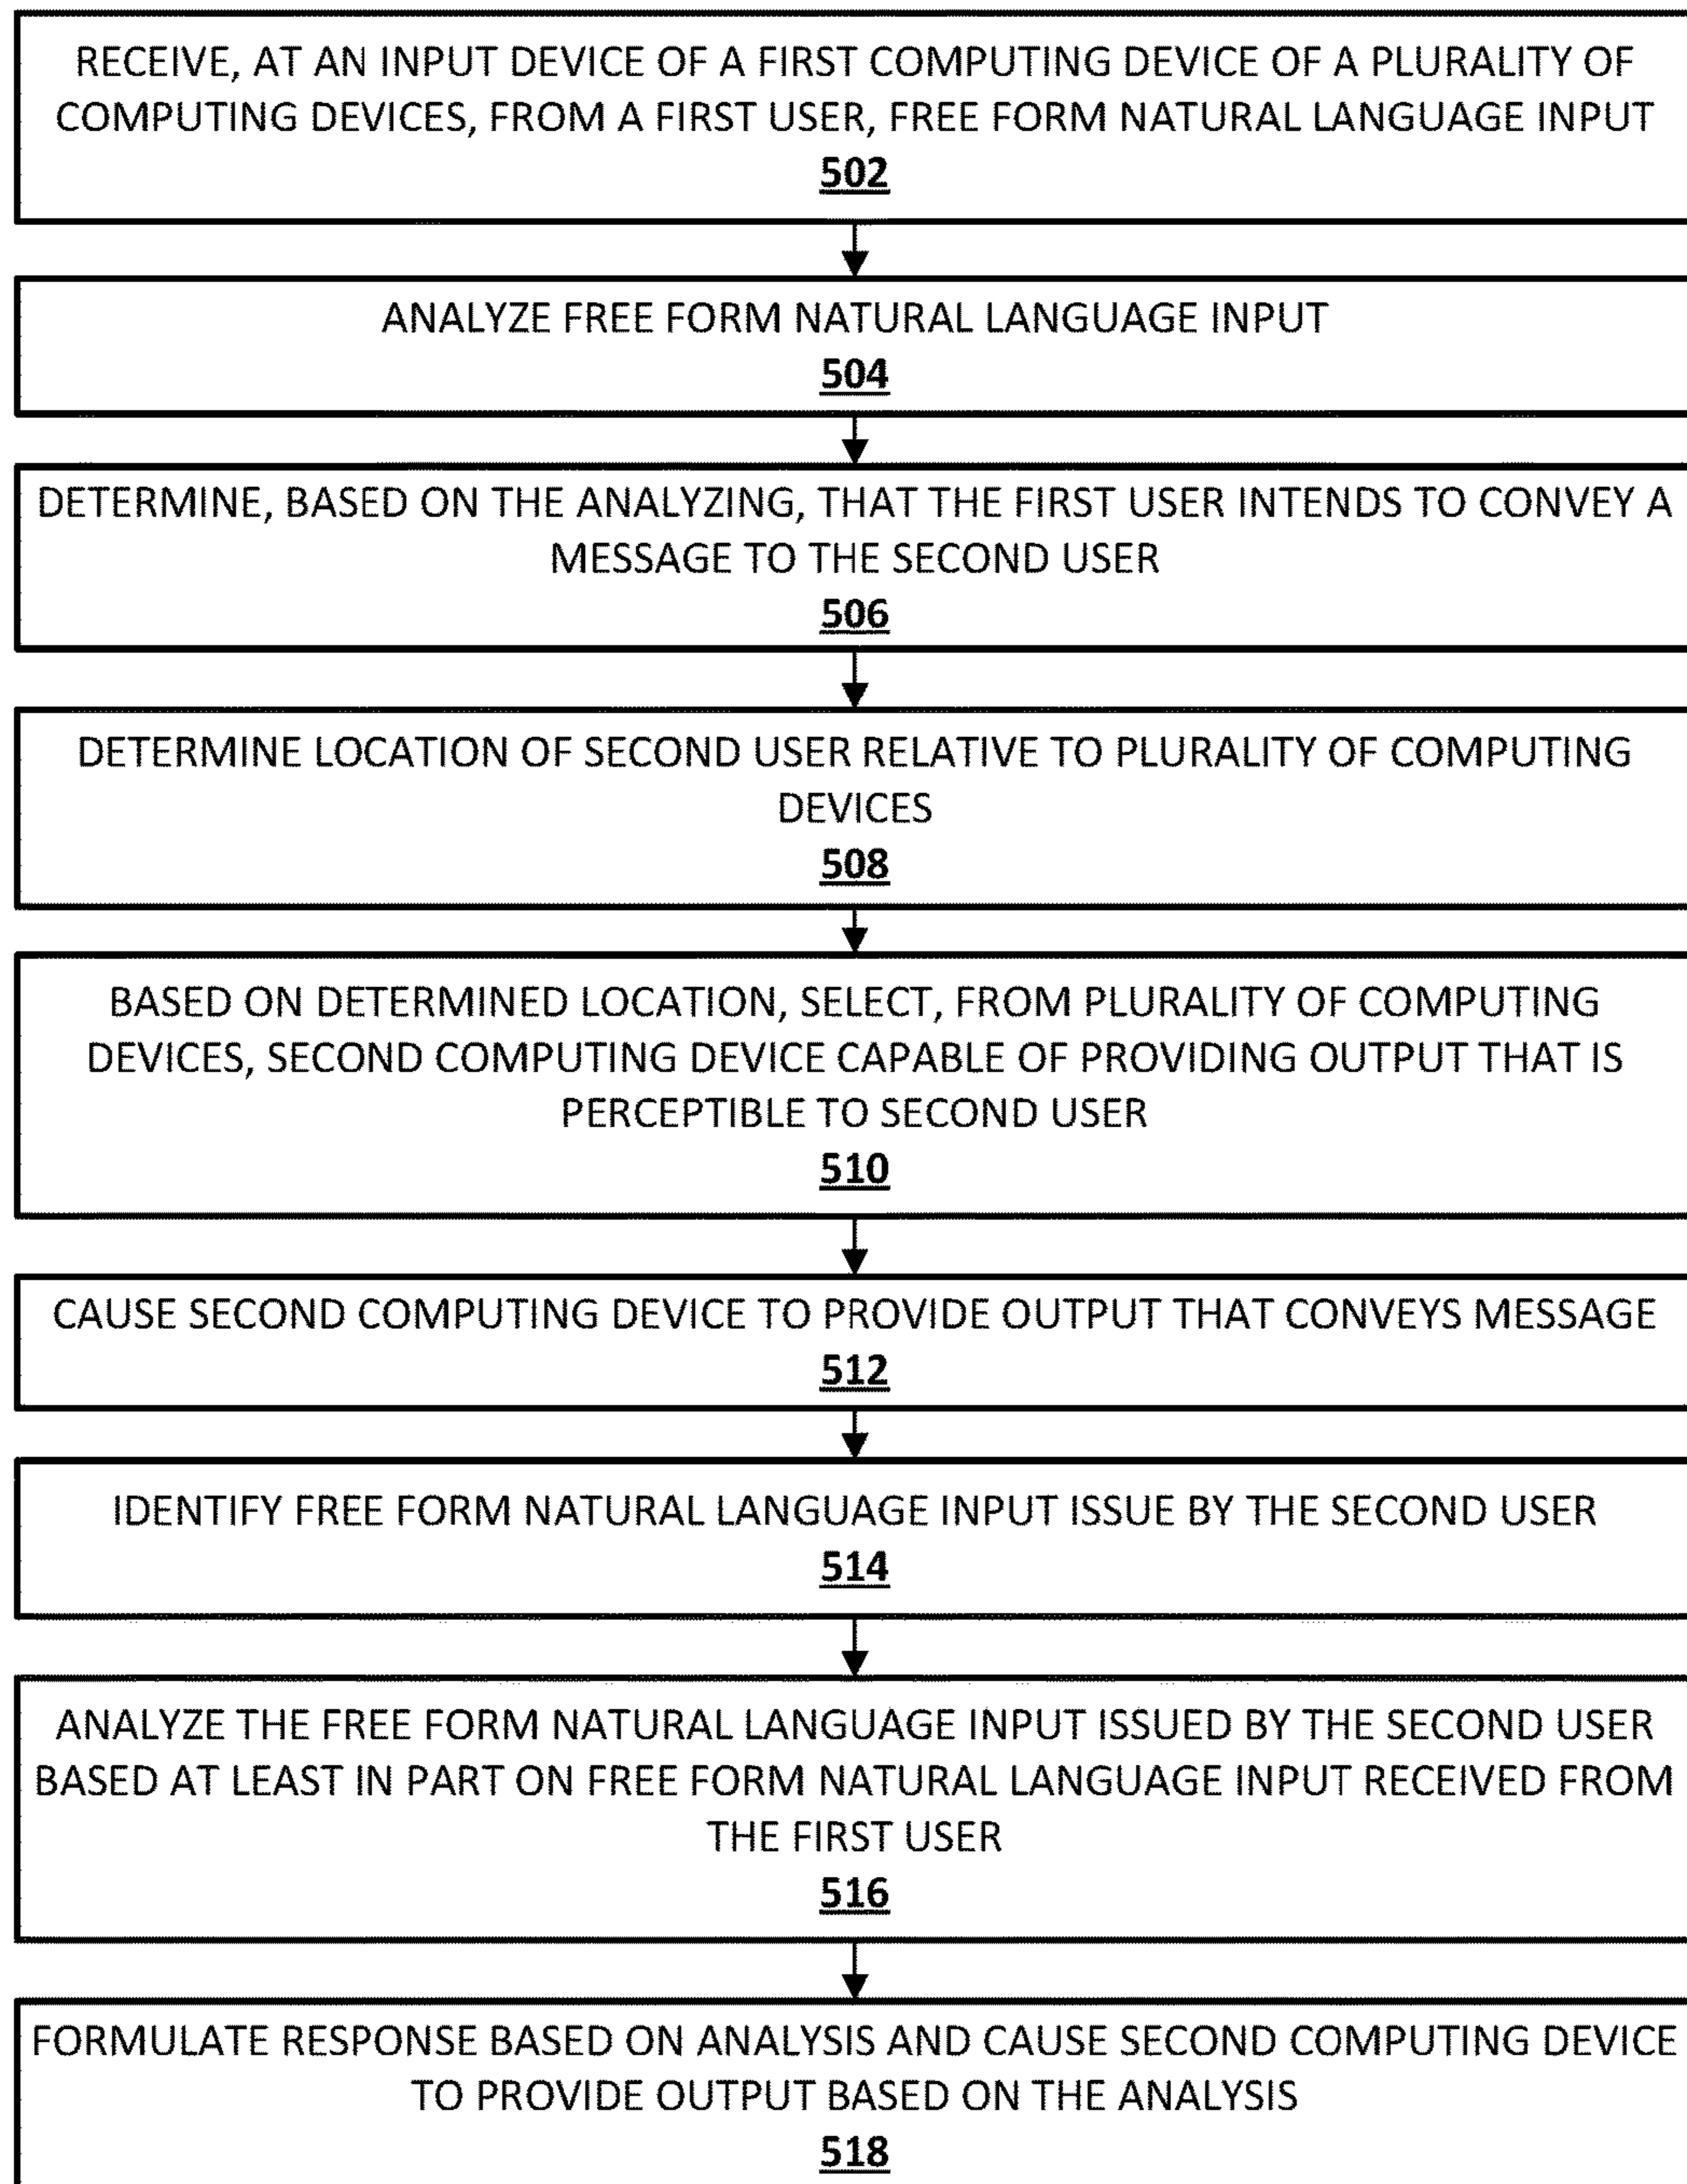 RECEIVE, AT AN INPUT DEVICE OF A FIRST COMPUTING DEVICE OF A PLURALITY OF
COMPUTING DEVICES, FROM A FIRST USER, FREE FORM NATURAL LANGUAGE INPUT
502
ANALYZE FREE FORM NATURAL LANGUAGE INPUT
504
DETERMINE, BASED ON THE ANALYZING, THAT THE FIRST USER INTENDS TO CONVEY A
MESSAGE TO THE SECOND USER
506
DETERMINE LOCATION OF SECOND USER RELATIVE TO PLURALITY OF COMPUTING
DEVICES
508
BASED ON DETERMINED LOCATION, SELECT, FROM PLURALITY OF COMPUTING
DEVICES, SECOND COMPUTING DEVICE CAPABLE OF PROVIDING OUTPUT THAT IS
PERCEPTIBLE TO SECOND USER
510
CAUSE SECOND COMPUTING DEVICE TO PROVIDE OUTPUT THAT CONVEYS MESSAGE
512
IDENTIFY FREE FORM NATURAL LANGUAGE INPUT ISSUE BY THE SECOND USER
514
ANALYZE THE FREE FORM NATURAL LANGUAGE INPUT ISSUED BY THE SECOND USER
BASED AT LEAST IN PART ON FREE FORM NATURAL LANGUAGE INPUT RECEIVED FROM
THE FIRST USER
516
FORMULATE RESPONSE BASED ON ANALYSIS AND CAUSE SECOND COMPUTING DEVICE
TO PROVIDE OUTPUT BASED ON THE ANALYSIS
518